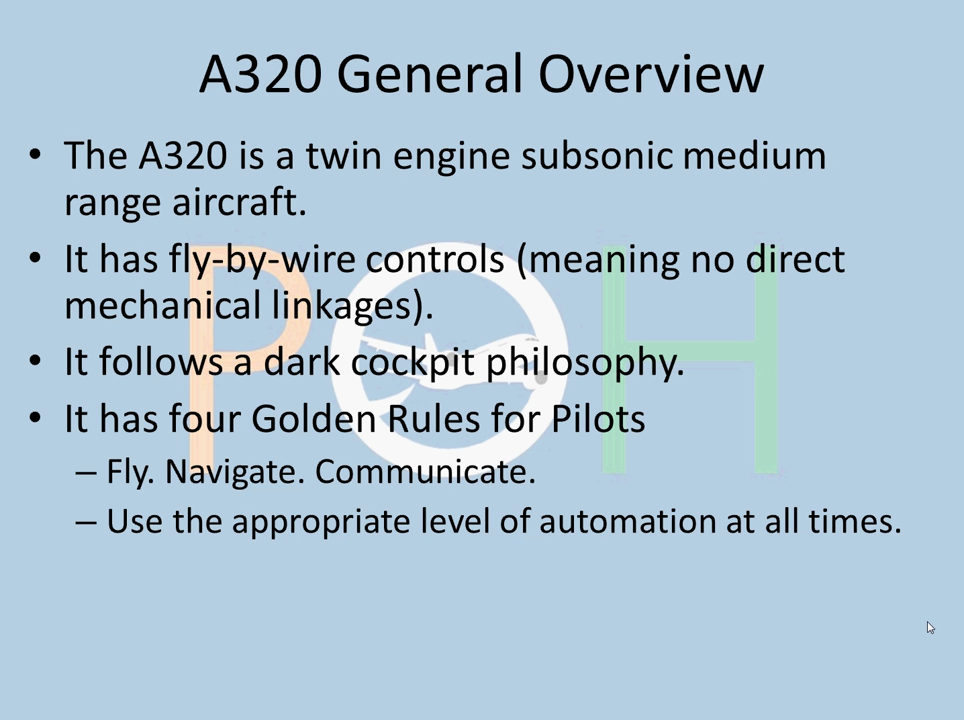 A320 General Overview
• The A320 is a twin engine subsonic medium
range aircraft.
• It has fly-by-wire controls (meaning no direct
mechanical linkages).
• It follows a dark cockpit philosophy.
• It has four Golden Rules for Pilots
– Fly. Navigate. Communicate.
– Use the appropriate level of automation at all times.
POH